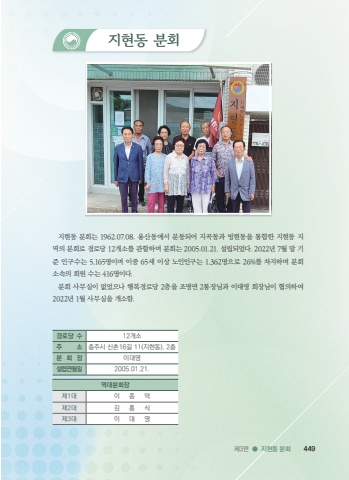 지현동 분회
지현동 분회는 1962.07.08. 용산동에서 분동되어 지곡동과 범현동을 통합한 지현동 지
역의 분회로 경로당 12개소를 관할하며 분회는 2005.01.21. 설립되었다. 2022년 7월 말 기
준 인구수는 5,165명이며 이중 65세 이상 노인인구는 1,362명으로 26%를 차지하며 분회
소속의 회원 수는 416명이다.
분회 사무실이 없었으나 행복경로당 2층을 조명연 2통장님과 이대영 회장님이 협의하여
2022년 1월 사무실을 개소함.
경로당 수 12개소
주 소 충주시 신촌16길 11(지현동), 2층
분 회 장 이대영
설립연월일 2005.01.21.
역대분회장
제1대 이 종 덕
제2대 김 흥 식
제3대 이 대 영
제3편 지현동 분회 449